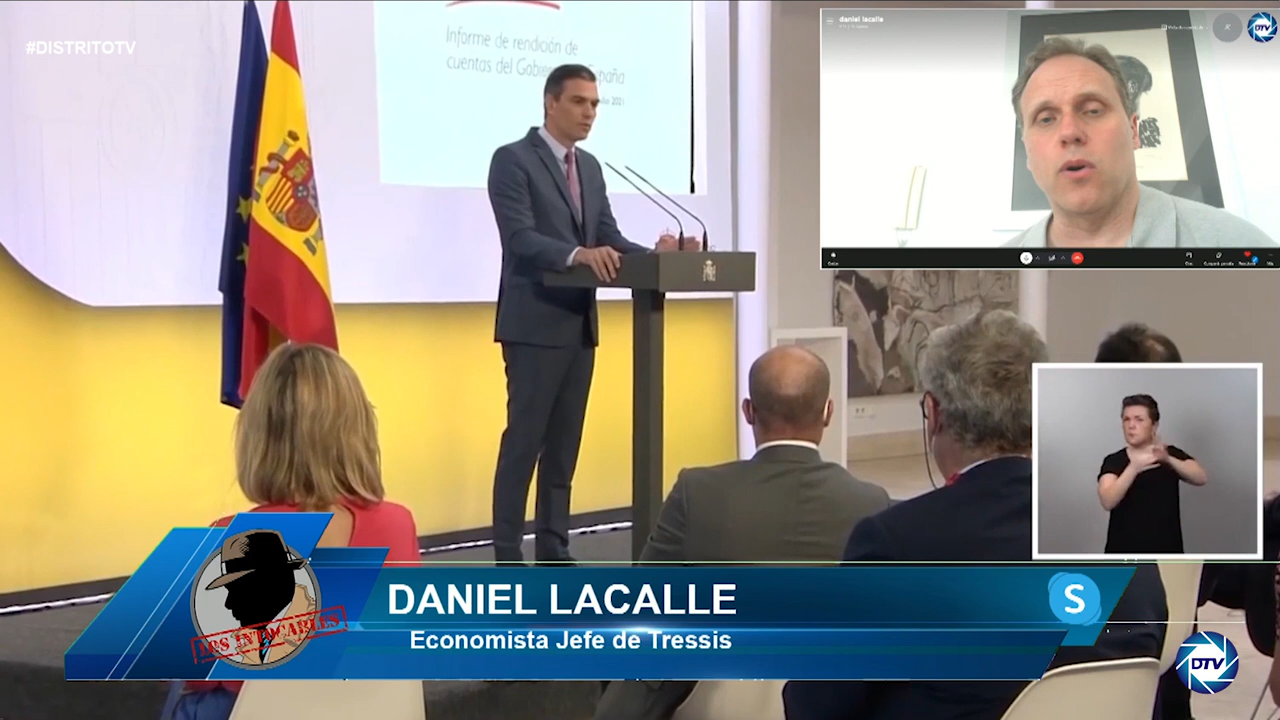 #DISTRITOTV
Informe de rendición de
cuentas del Gobierno España
2021
daniel lacalle
DTV
DANIEL LACALLE
S
Economista Jefe de Tressis
LOS INTOCABLES
DTV